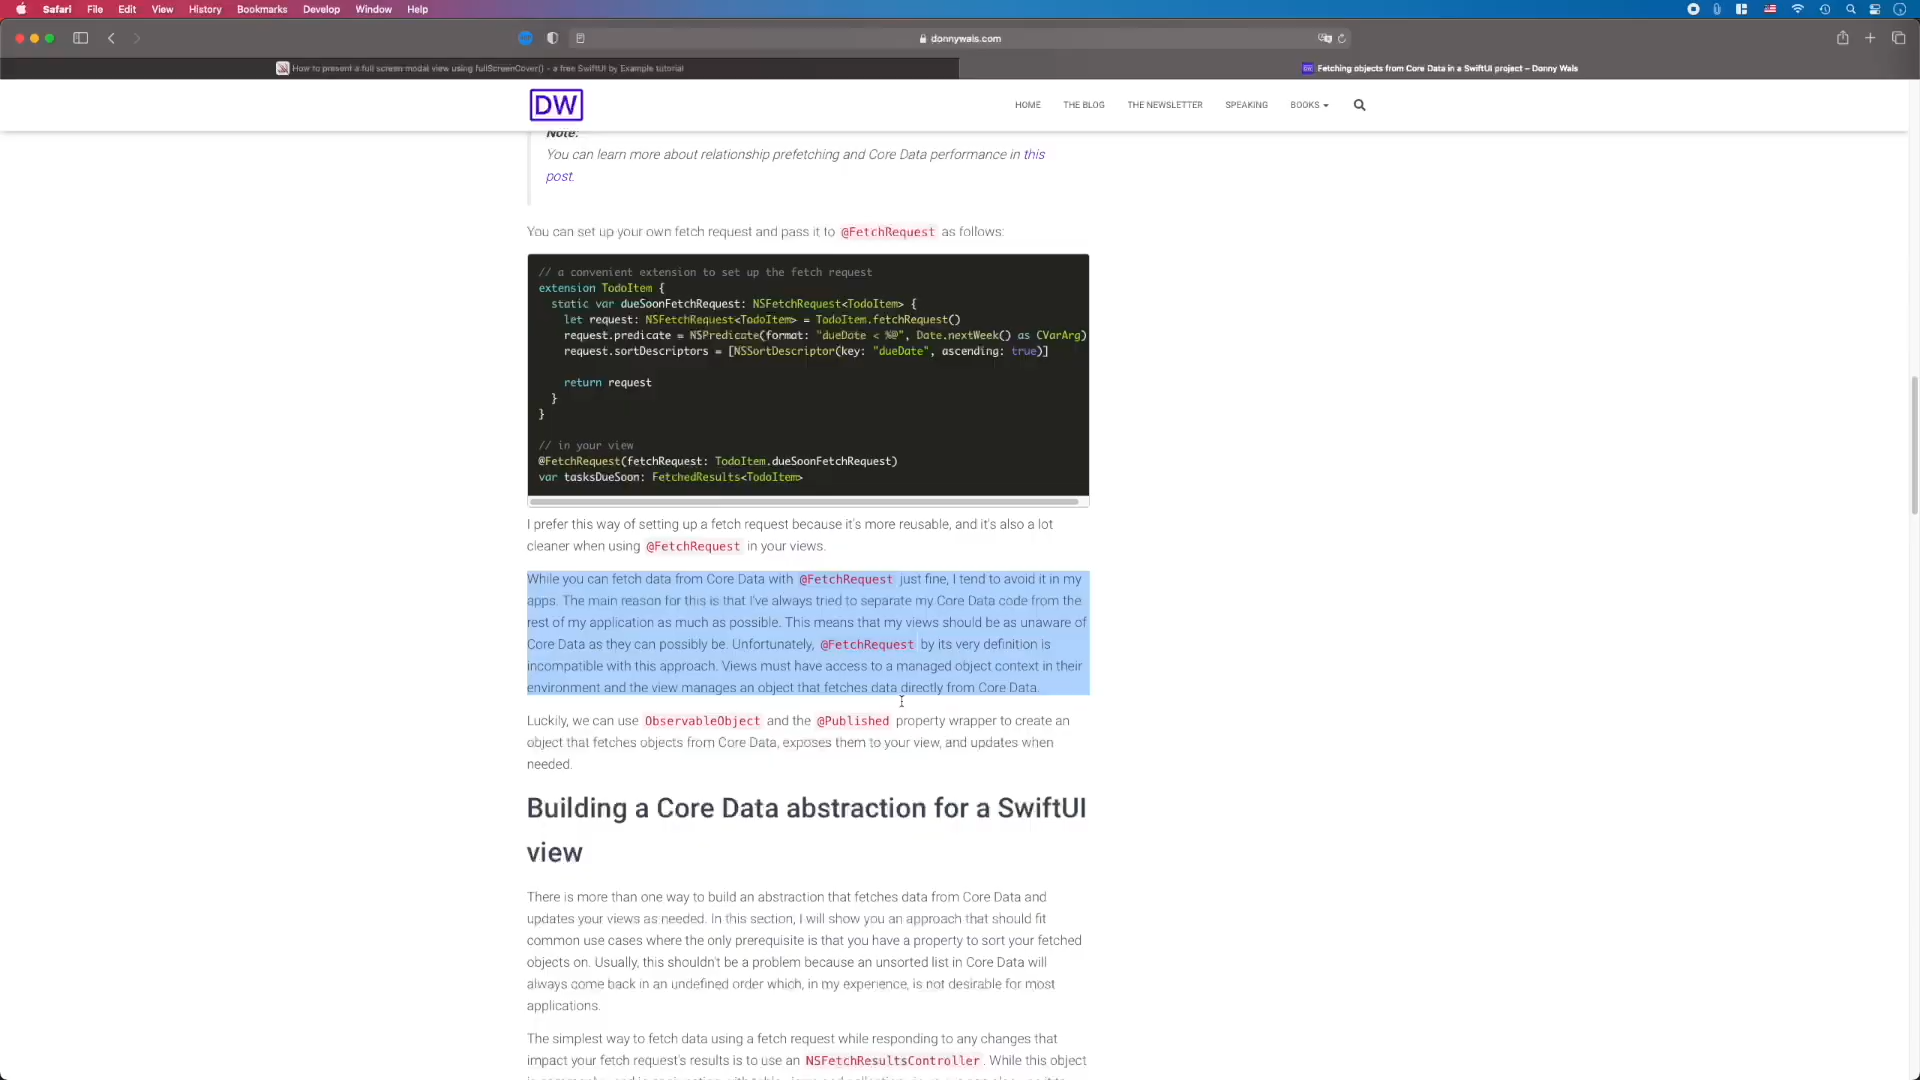 Safari File Edit View History Bookmarks Develop Window Help
donnywals.com
How to present a full screen modal view using fullScreenCover() - a free SwiftUI by Example tutorial
Fetching objects from Core Data in a SwiftUI project – Donny Wals
DW
HOME THE BLOG THE NEWSLETTER SPEAKING BOOKS
Note:
You can learn more about relationship prefetching and Core Data performance in this
post.
You can set up your own fetch request and pass it to @FetchRequest as follows:
// a convenient extension to set up the fetch request
extension TodoItem {
static var dueSoonFetchRequest: NSFetchRequest<TodoItem> {
let request: NSFetchRequest<TodoItem> = TodoItem.fetchRequest()
request.predicate = NSPredicate(format: "dueDate < %@", Date.nextWeek() as CVarArg)
request.sortDescriptors = [NSSortDescriptor(key: "dueDate", ascending: true)]
return request
}
}
// in your view
@FetchRequest(fetchRequest: TodoItem.dueSoonFetchRequest)
var tasksDueSoon: FetchedResults<TodoItem>
I prefer this way of setting up a fetch request because it's more reusable, and it's also a lot
cleaner when using @FetchRequest in your views.
While you can fetch data from Core Data with @FetchRequest just fine, I tend to avoid it in my
apps. The main reason for this is that I've always tried to separate my Core Data code from the
rest of my application as much as possible. This means that my views should be as unaware of
Core Data as they can possibly be. Unfortunately, @FetchRequest by its very definition is
incompatible with this approach. Views must have access to a managed object context in their
environment and the view manages an object that fetches data directly from Core Data.
Luckily, we can use ObservableObject and the @Published property wrapper to create an
object that fetches objects from Core Data, exposes them to your view, and updates when
needed.
Building a Core Data abstraction for a SwiftUI
view
There is more than one way to build an abstraction that fetches data from Core Data and
updates your views as needed. In this section, I will show you an approach that should fit
common use cases where the only prerequisite is that you have a property to sort your fetched
objects on. Usually, this shouldn't be a problem because an unsorted list in Core Data will
always come back in an undefined order which, in my experience, is not desirable for most
applications.
The simplest way to fetch data using a fetch request while responding to any changes that
impact your fetch request's results is to use an NSFetchResultsController. While this object